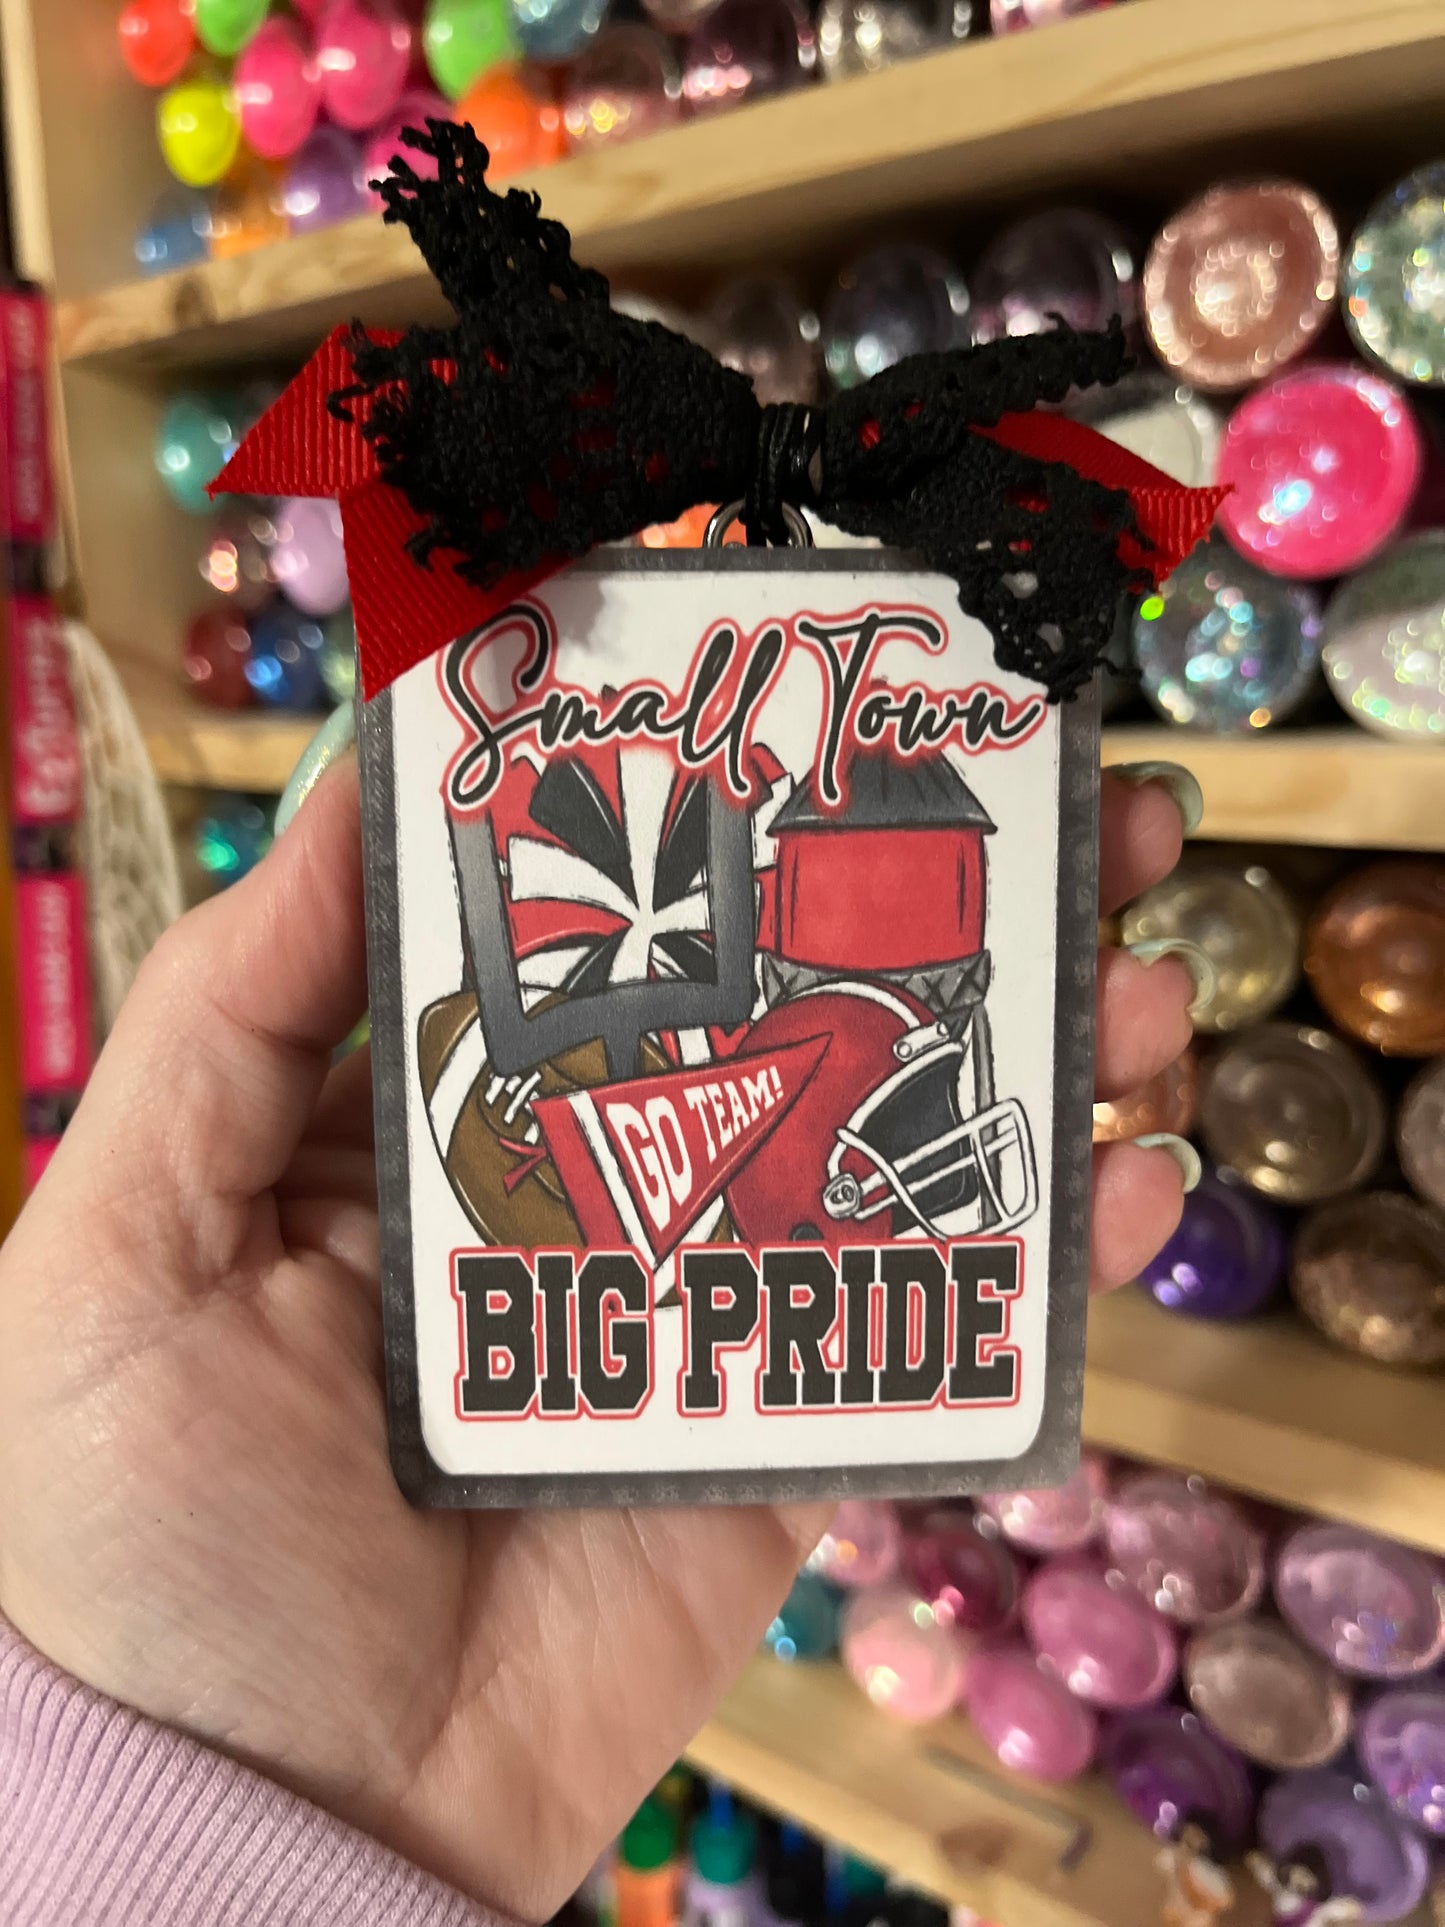 Small Town
GO TEAM!
BIG PRIDE